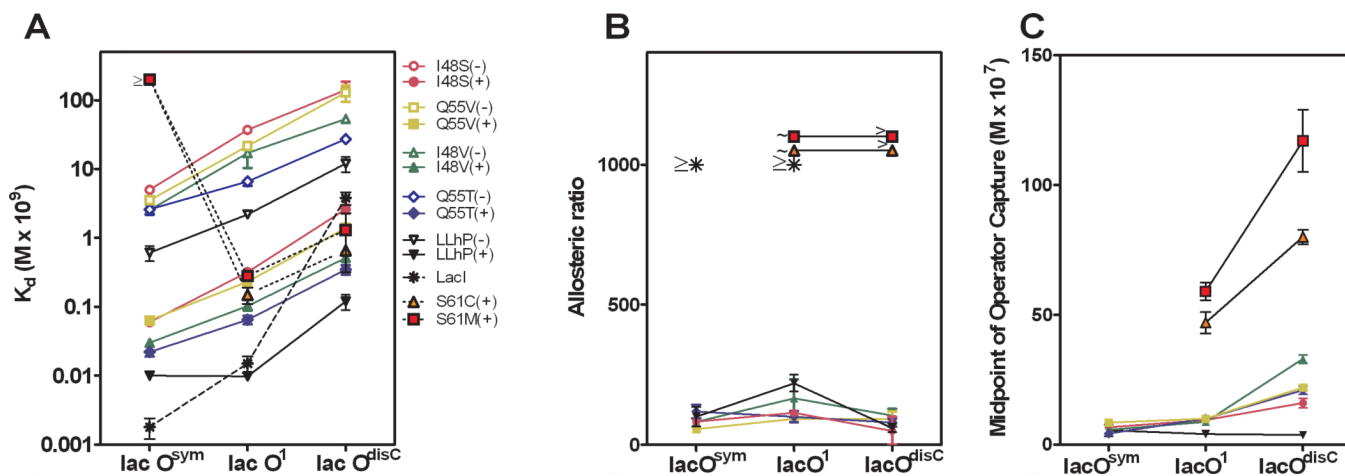 A
K_d (M x 10^9)
100
10
1
0.1
0.01
0.001
≥
lac O^sym
lac O^1
lac O^disC
I48S(-)
I48S(+)
Q55V(-)
Q55V(+)
I48V(-)
I48V(+)
Q55T(-)
Q55T(+)
LLhP(-)
LLhP(+)
LacI
S61C(+)
S61M(+)
B
Allosteric ratio
1000
500
0
≥
~
~
≥
>
>
lacO^sym
lacO^1
lacO^disC
C
Midpoint of Operator Capture (M x 10^7)
150
100
50
0
lacO^sym
lacO^1
lacO^disC